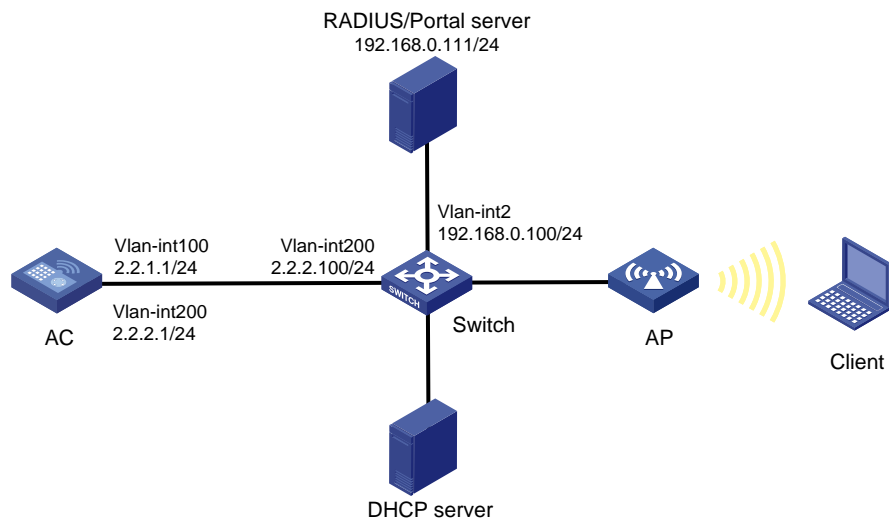 RADIUS/Portal server
192.168.0.111/24
Vlan-int2
192.168.0.100/24
Vlan-int100
2.2.1.1/24
Vlan-int200
2.2.2.100/24
SWITCH
Vlan-int200
2.2.2.1/24
AC
Switch
AP
Client
DHCP server